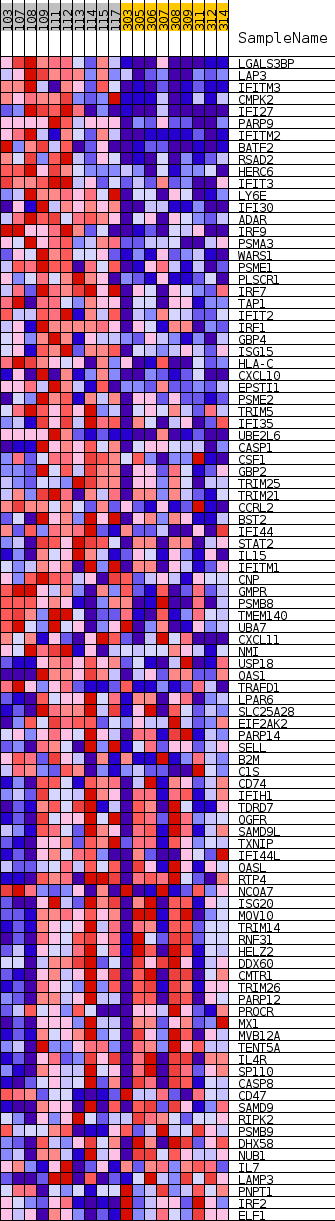 103 107 108 109 111 112 113 114 115 117 303 305 306 307 308 309 311 312 314
SampleName
LGALS3BP
LAP3
IFITM3
CMPK2
IFI27
PARP9
IFITM2
BATF2
RSAD2
HERC6
IFIT3
LY6E
IFI30
ADAR
IRF9
PSMA3
WARS1
PSME1
PLSCR1
IRF7
TAP1
IFIT2
IRF1
GBP4
ISG15
HLA-C
CXCL10
EPSTI1
PSME2
TRIM5
IFI35
UBE2L6
CASP1
CSF1
GBP2
TRIM25
TRIM21
CCRL2
BST2
IFI44
STAT2
IL15
IFITM1
CNP
GMPR
PSMB8
TMEM140
UBA7
CXCL11
NMI
USP18
OAS1
TRAFD1
LPAR6
SLC25A28
EIF2AK2
PARP14
SELL
B2M
C1S
CD74
IFIH1
TDRD7
OGFR
SAMD9L
TXNIP
IFI44L
OASL
RTP4
NCOA7
ISG20
MOV10
TRIM14
RNF31
HELZ2
DDX60
CMTR1
TRIM26
PARP12
PROCR
MX1
MVB12A
TENT5A
IL4R
SP110
CASP8
CD47
SAMD9
RIPK2
PSMB9
DHX58
NUB1
IL7
LAMP3
PNPT1
IRF2
ELF1